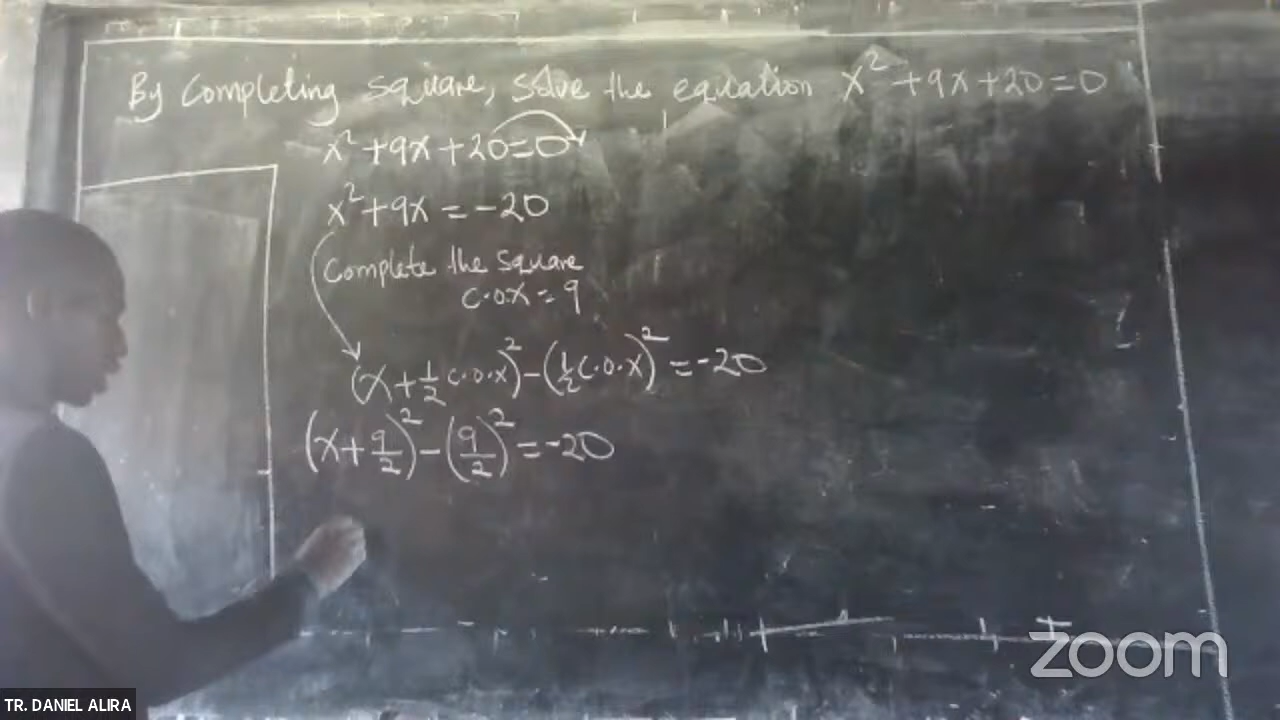 By Completing square, solve the equation x² + 9x + 20 = 0
x² + 9x + 20 = 0
x² + 9x = -20
Complete the square
C.O.X = 9
(x + 1/2 C.O.X)² - (1/2 C.O.X)² = -20
(x + 9/2)² - (9/2)² = -20
zoom
TR. DANIEL ALIRA